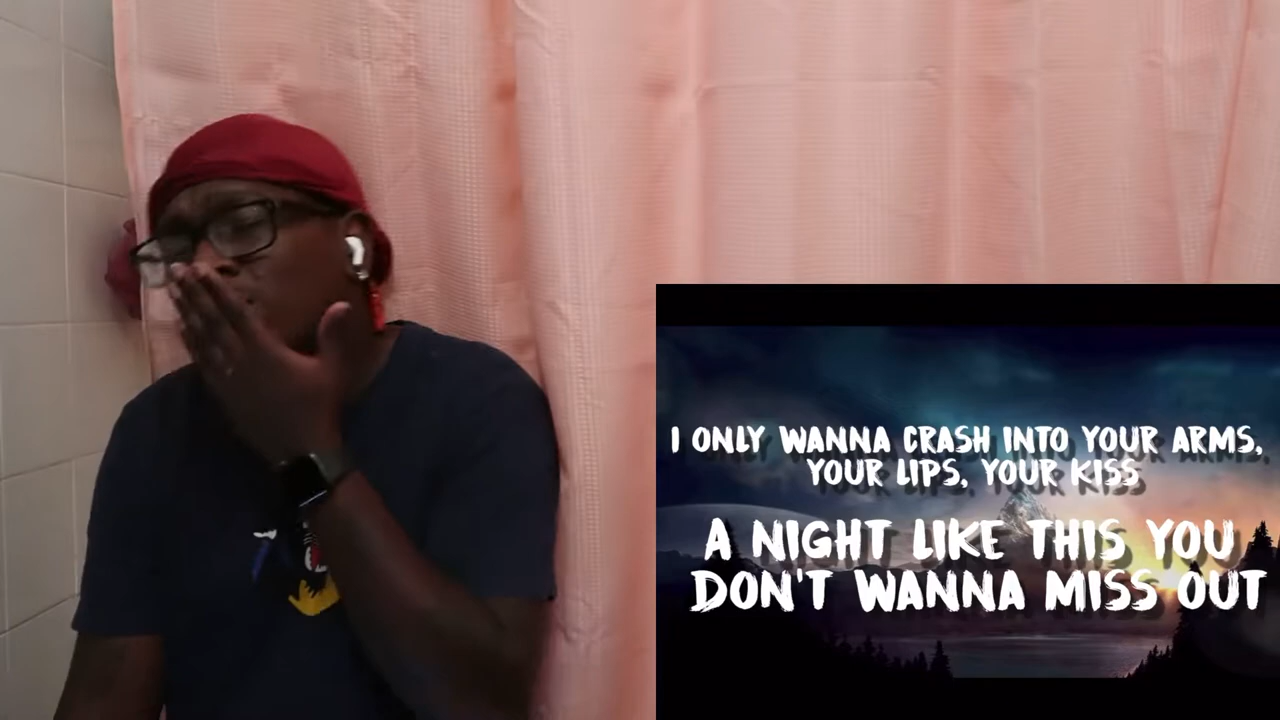 I ONLY WANNA CRASH INTO YOUR ARMS,
YOUR LIPS, YOUR KISS
A NIGHT LIKE THIS YOU
DON'T WANNA MISS OUT